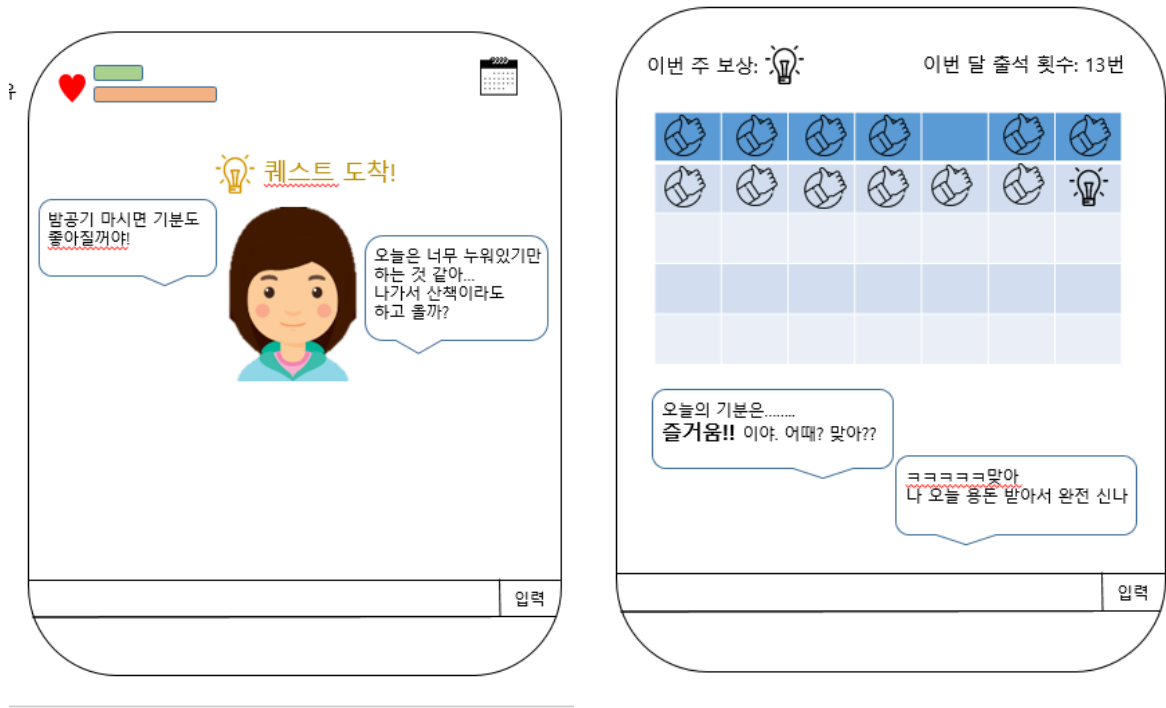 유
퀘스트 도착!
밤공기 마시면 기분도
좋아질꺼야!
오늘은 너무 누워있기만
하는 것 같아...
나가서 산책이라도
하고 올까?
입력
이번 주 보상:
이번 달 출석 횟수: 13번
오늘의 기분은........
즐거움!! 이야. 어때? 맞아??
ㅋㅋㅋㅋㅋ맞아
나 오늘 용돈 받아서 완전 신나
입력